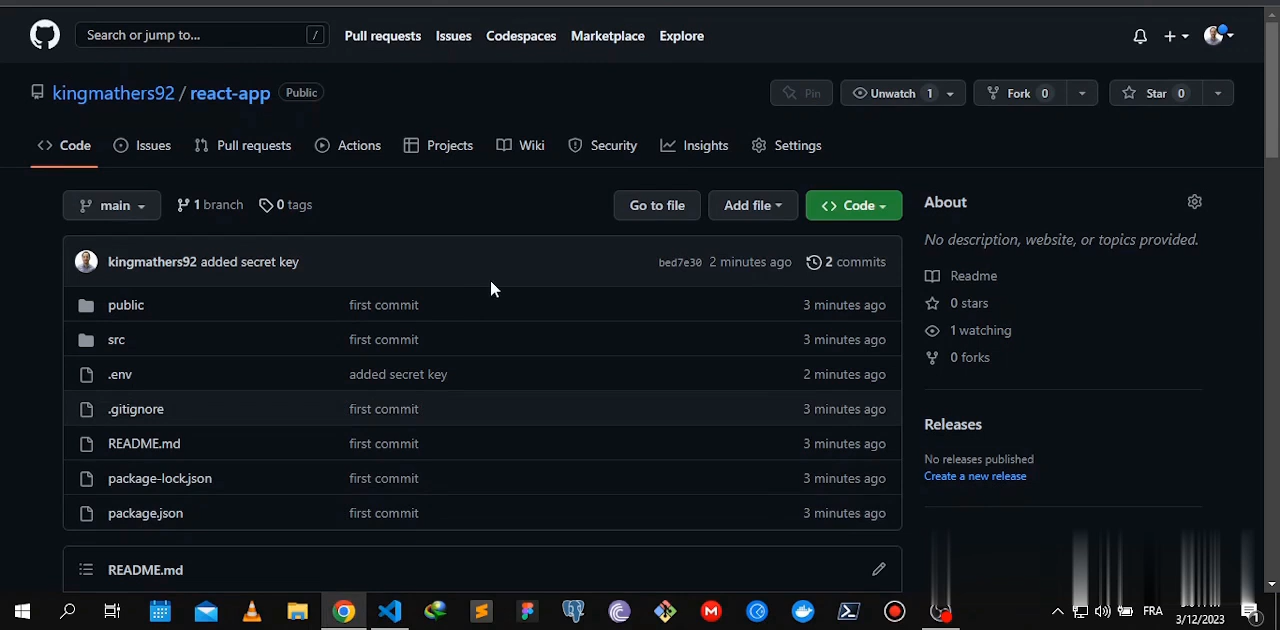 Search or jump to... / Pull requests Issues Codespaces Marketplace Explore
kingmathers92 / react-app Public Pin Unwatch 1 Fork 0 Star 0
Code Issues Pull requests Actions Projects Wiki Insights Security Settings
main 1 branch 0 tags Go to file Add file Code About
kingmathers92 added secret key bed7e30 2 minutes ago 2 commits No description, website, or topics provided.
public first commit 3 minutes ago Readme
src first commit 3 minutes ago 0 stars
.env added secret key 2 minutes ago 1 watching
.gitignore first commit 3 minutes ago 0 forks
README.md first commit 3 minutes ago Releases
package-lock.json first commit 3 minutes ago No releases published
Create a new release
package.json first commit 3 minutes ago
README.md
FRA
3/12/2023
1